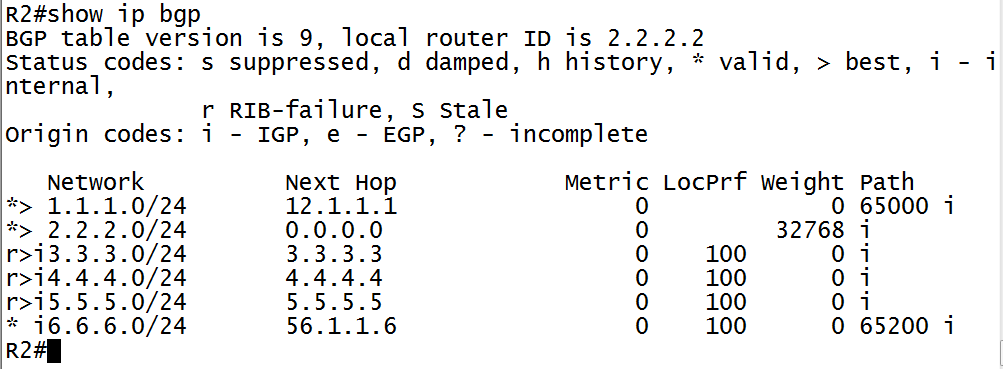 R2#show ip bgp
BGP table version is 9, local router ID is 2.2.2.2
Status codes: s suppressed, d damped, h history, * valid, > best, i - i
nternal,
              r RIB-failure, S Stale
Origin codes: i - IGP, e - EGP, ? - incomplete

   Network          Next Hop            Metric LocPrf Weight Path
*> 1.1.1.0/24       12.1.1.1                 0             0 65000 i
*> 2.2.2.0/24       0.0.0.0                  0         32768 i
r>i3.3.3.0/24       3.3.3.3                  0    100      0 i
r>i4.4.4.0/24       4.4.4.4                  0    100      0 i
r>i5.5.5.0/24       5.5.5.5                  0    100      0 i
* i6.6.6.0/24       56.1.1.6                 0    100      0 65200 i
R2#